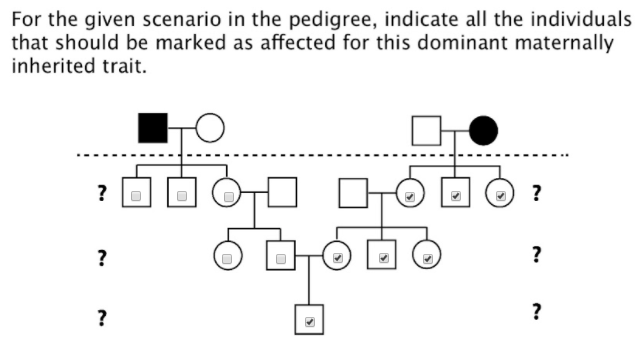 For the given scenario in the pedigree, indicate all the individuals
that should be marked as affected for this dominant maternally
inherited trait.
? ?
? ?
? ?